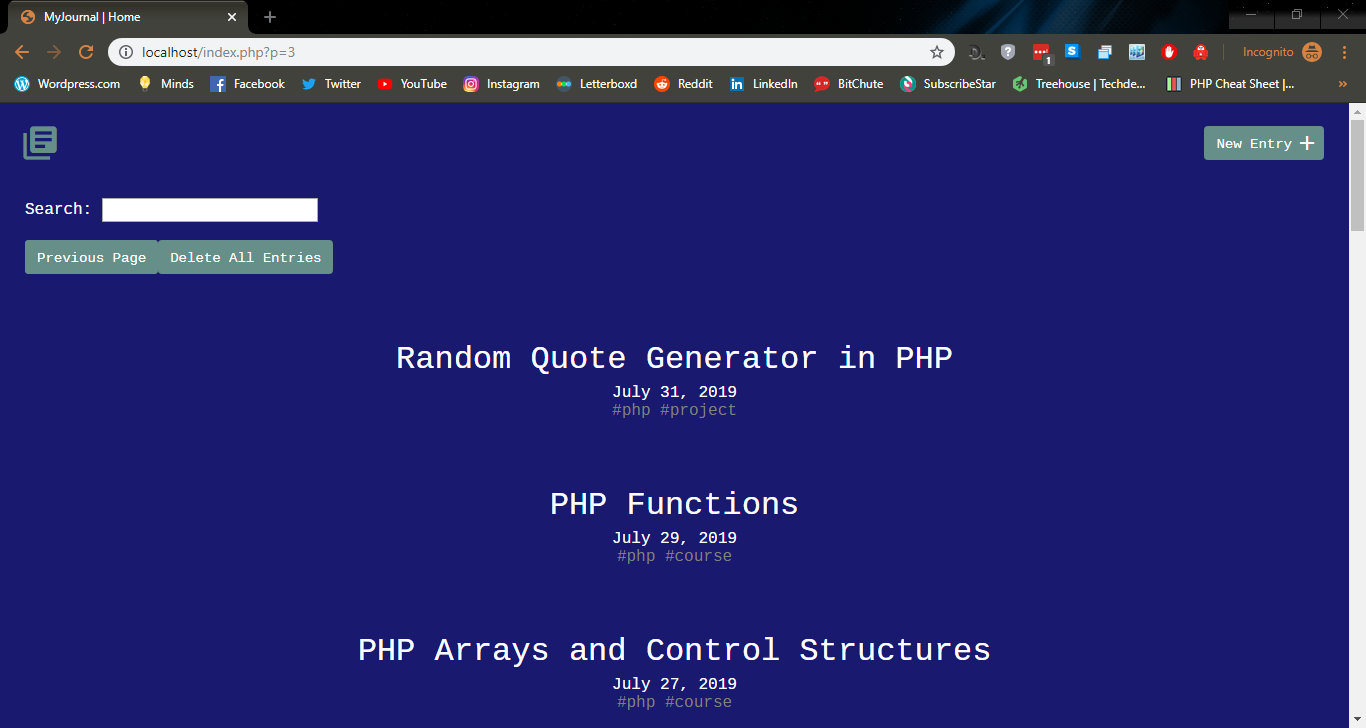 MyJournal | Home
localhost/index.php?p=3
1
Incognito
Wordpress.com Minds Facebook Twitter YouTube Instagram Letterboxd Reddit LinkedIn BitChute SubscribeStar Treehouse | Techde... PHP Cheat Sheet |... »
New Entry +
Search:
Previous Page Delete All Entries
Random Quote Generator in PHP
July 31, 2019
#php #project
PHP Functions
July 29, 2019
#php #course
PHP Arrays and Control Structures
July 27, 2019
#php #course